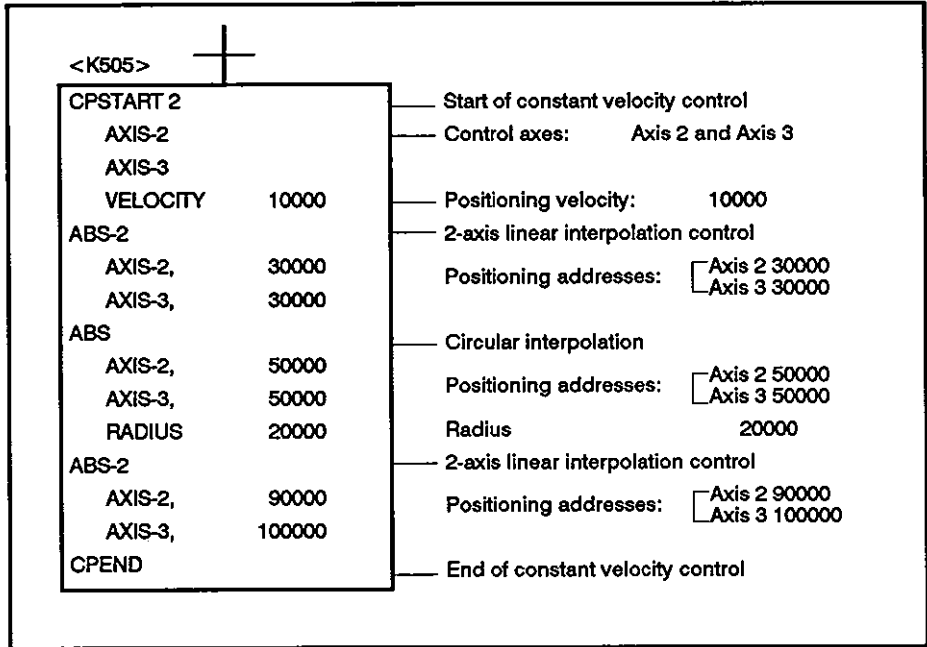 <K505>
CPSTART 2 Start of constant velocity control
AXIS-2 Control axes: Axis 2 and Axis 3
AXIS-3
VELOCITY 10000 Positioning velocity: 10000
ABS-2 2-axis linear interpolation control
AXIS-2, 30000 Positioning addresses: Axis 2 30000
AXIS-3, 30000 Axis 3 30000
ABS Circular interpolation
AXIS-2, 50000 Positioning addresses: Axis 2 50000
AXIS-3, 50000 Axis 3 50000
RADIUS 20000 Radius 20000
ABS-2 2-axis linear interpolation control
AXIS-2, 90000 Positioning addresses: Axis 2 90000
AXIS-3, 100000 Axis 3 100000
CPEND End of constant velocity control